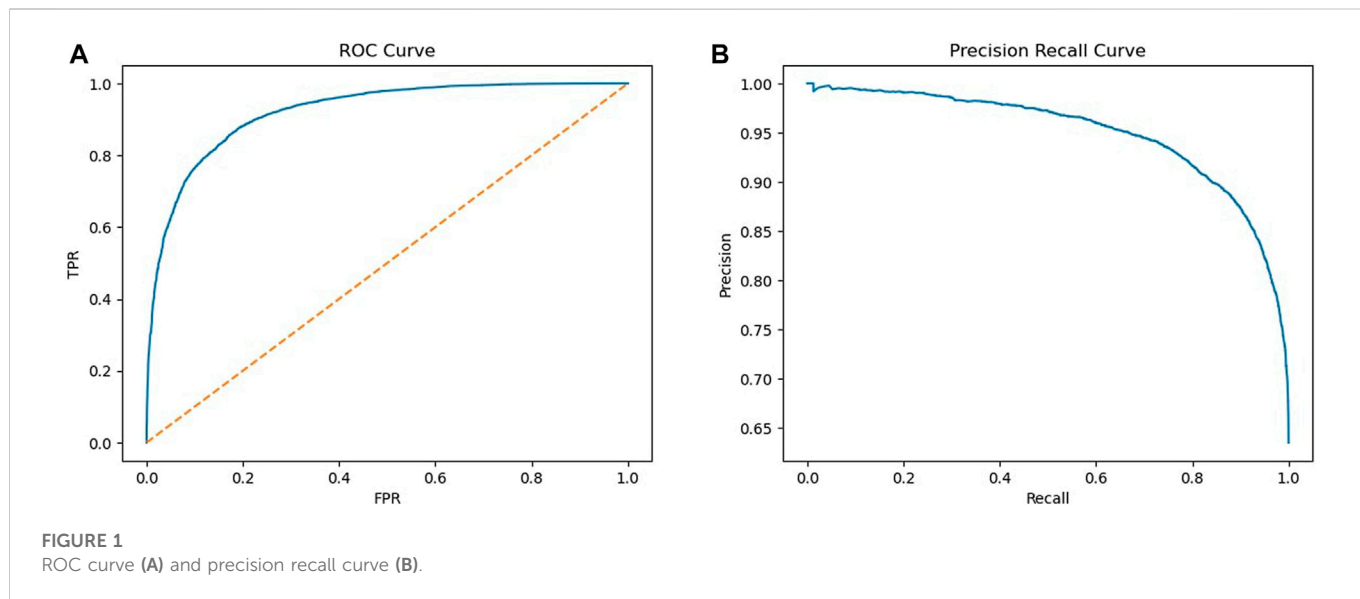 A
ROC Curve
1.0
0.8
0.6
0.4
0.2
0.0
TPR
0.0 0.2 0.4 0.6 0.8 1.0
FPR
B
Precision Recall Curve
1.00
0.95
0.90
0.85
0.80
0.75
0.70
0.65
Precision
0.0 0.2 0.4 0.6 0.8 1.0
Recall
FIGURE 1
ROC curve (A) and precision recall curve (B).